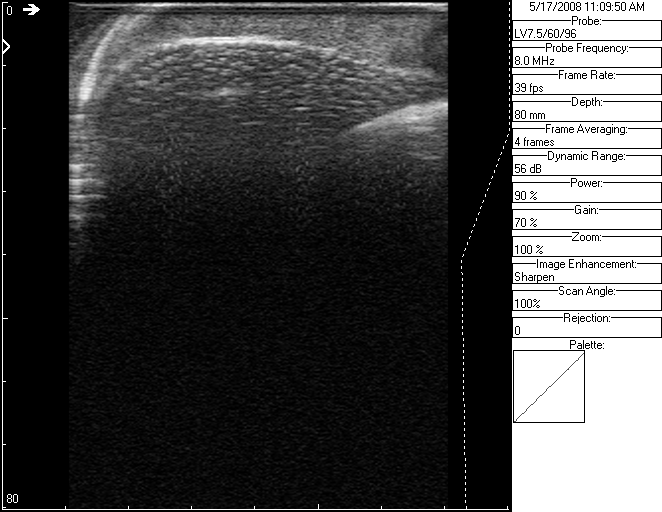 0
80
5/17/2008 11:09:50 AM
Probe:
LV7.5/60/96
Probe Frequency:
8.0 MHz
Frame Rate:
39 fps
Depth:
80 mm
Frame Averaging:
4 frames
Dynamic Range:
56 dB
Power:
90 %
Gain:
70 %
Zoom:
100 %
Image Enhancement:
Sharpen
Scan Angle:
100%
Rejection:
0
Palette: